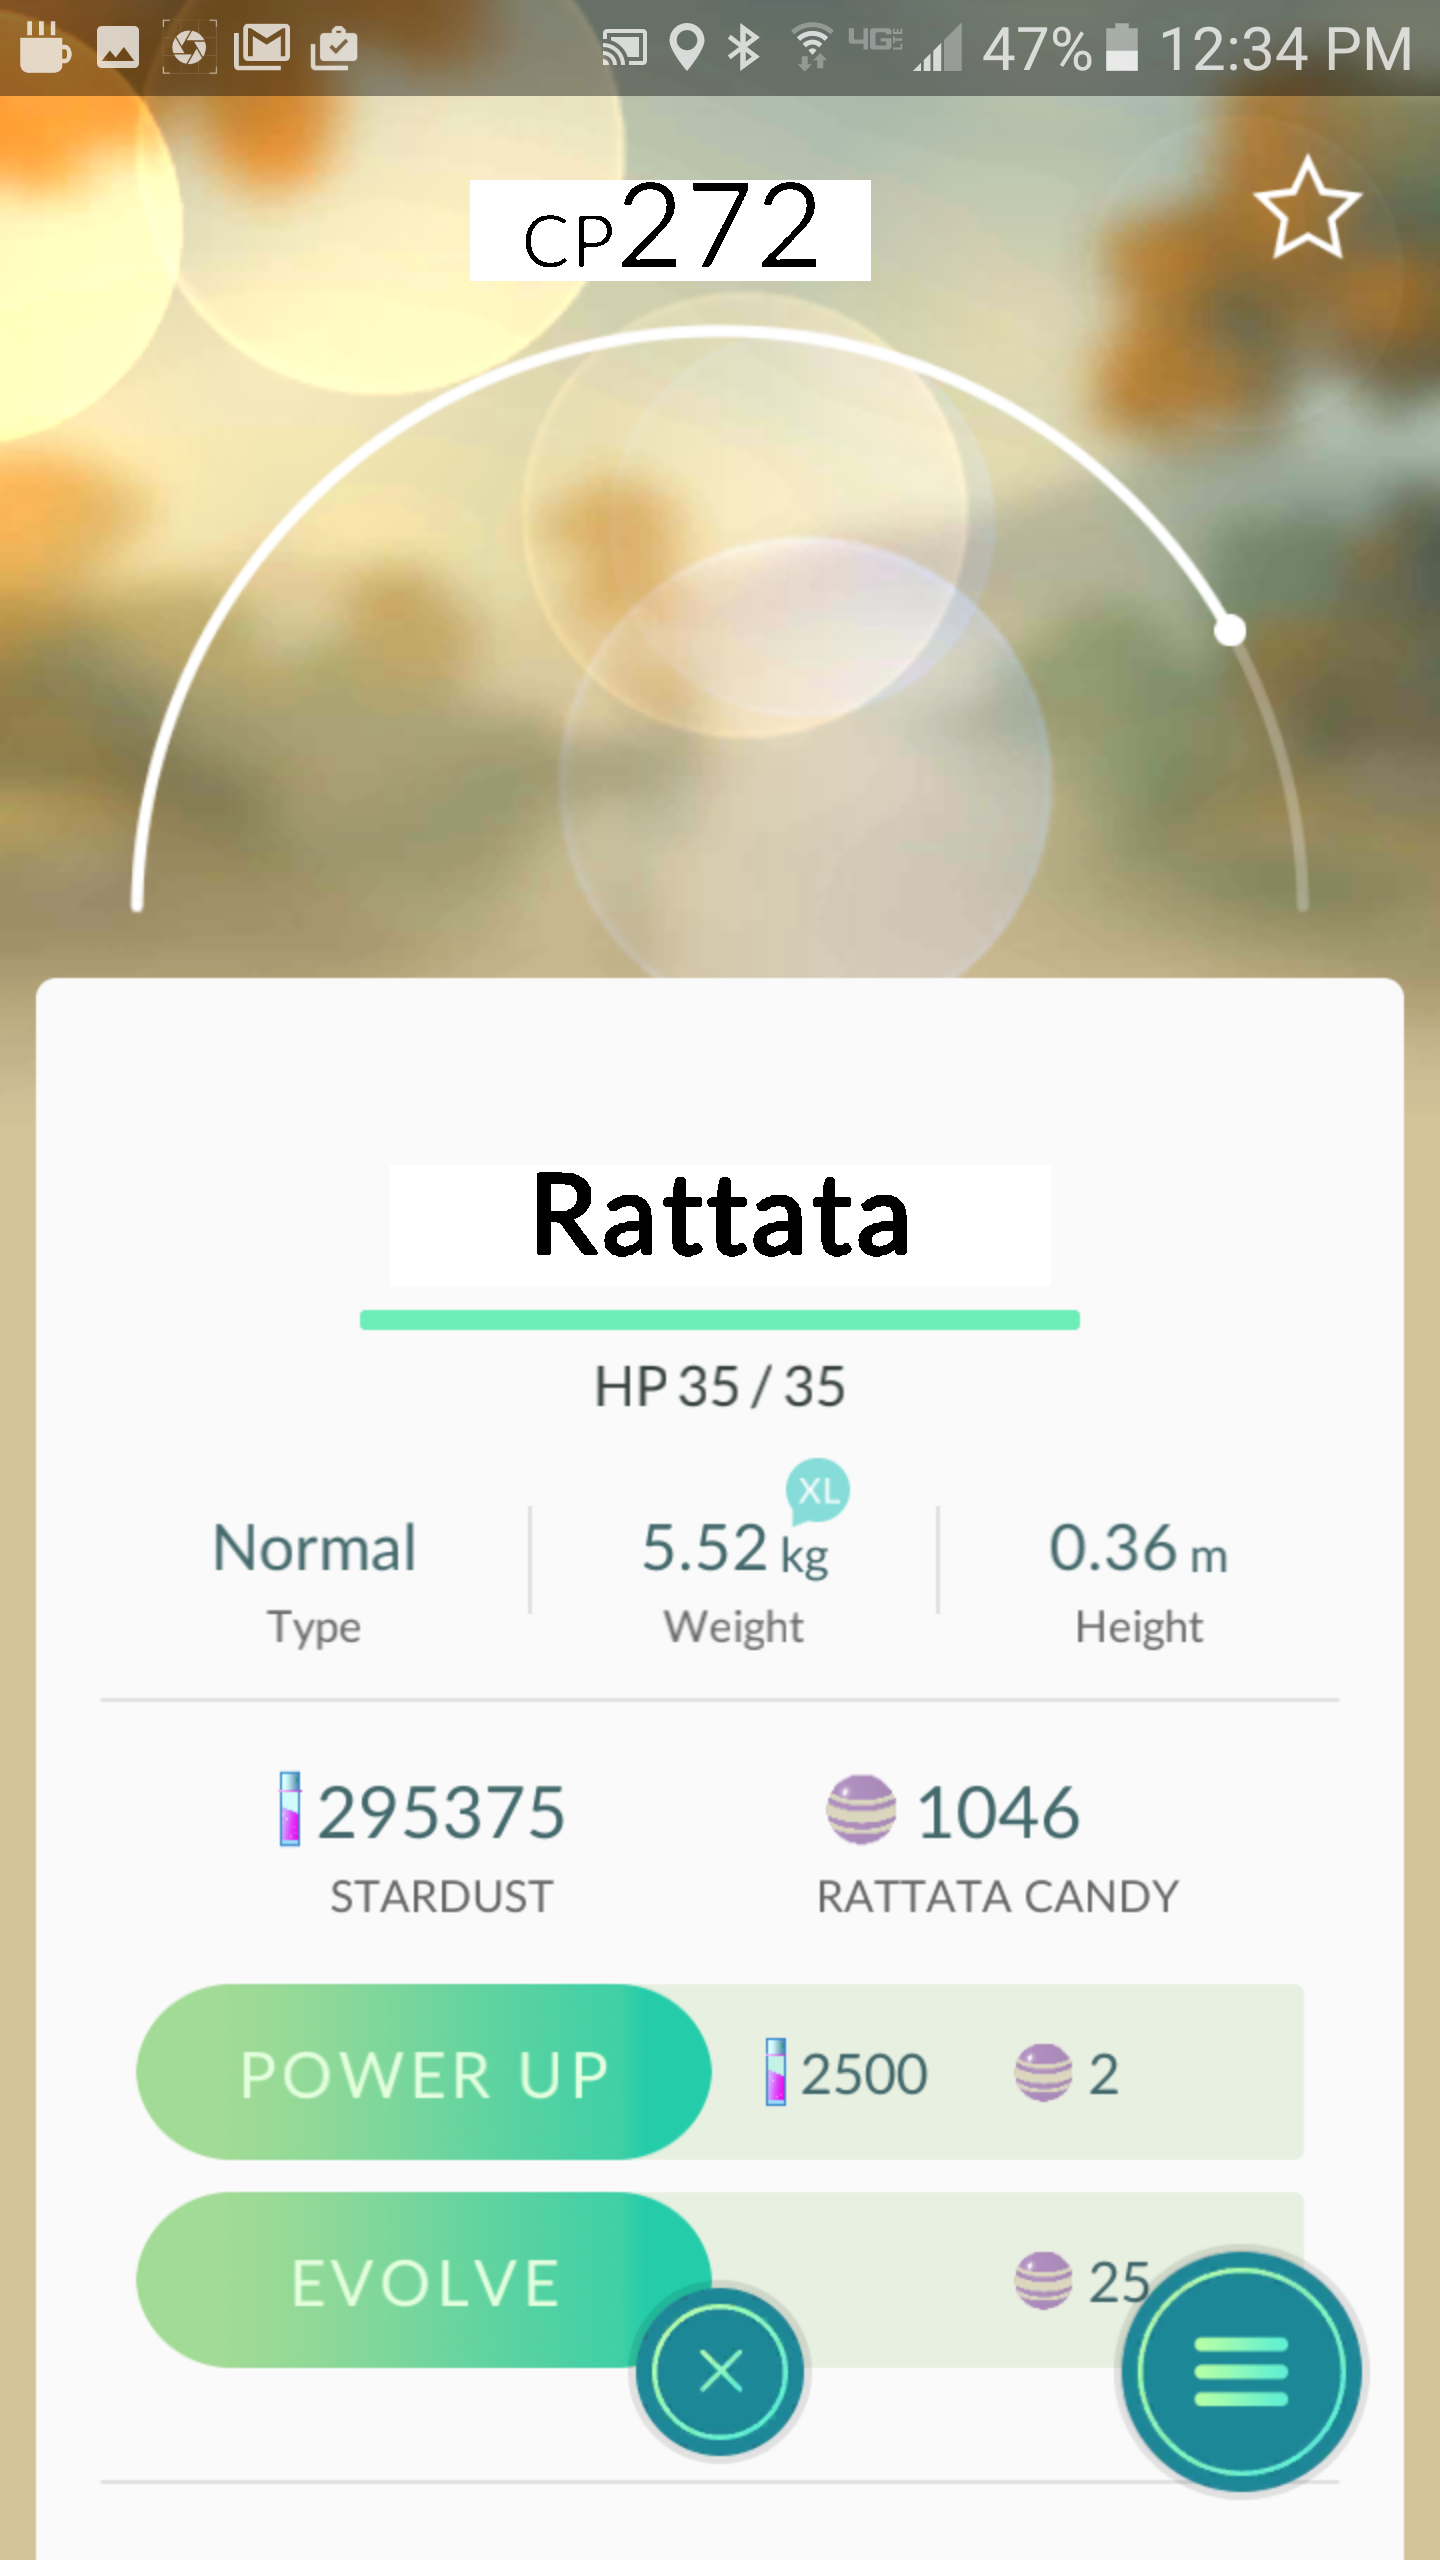 4G LTE 47% 12:34 PM
CP272
Rattata
HP 35 / 35
XL
Normal 5.52 kg 0.36 m
Type Weight Height
295375 1046
STARDUST RATTATA CANDY
POWER UP 2500 2
EVOLVE 25